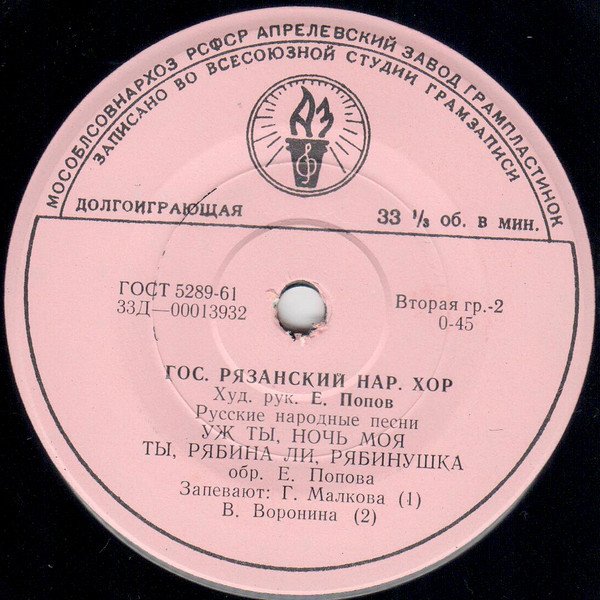 МОСОБЛСОВНАРХОЗ РСФСР АПРЕЛЕВСКИЙ ЗАВОД ГРАМПЛАСТИНОК
ЗАПИСАНО ВО ВСЕСОЮЗНОЙ СТУДИИ ГРАМЗАПИСИ
АЗ
ДОЛГОИГРАЮЩАЯ
33 ⅓ об. в мин.
ГОСТ 5289-61
Вторая гр.-2
33Д—00013932
0-45
ГОС. РЯЗАНСКИЙ НАР. ХОР
Худ. рук. Е. Попов
Русские народные песни
УЖ ТЫ, НОЧЬ МОЯ
ТЫ, РЯБИНА ЛИ, РЯБИНУШКА
обр. Е. Попова
Запевают: Г. Малкова (1)
В. Воронина (2)